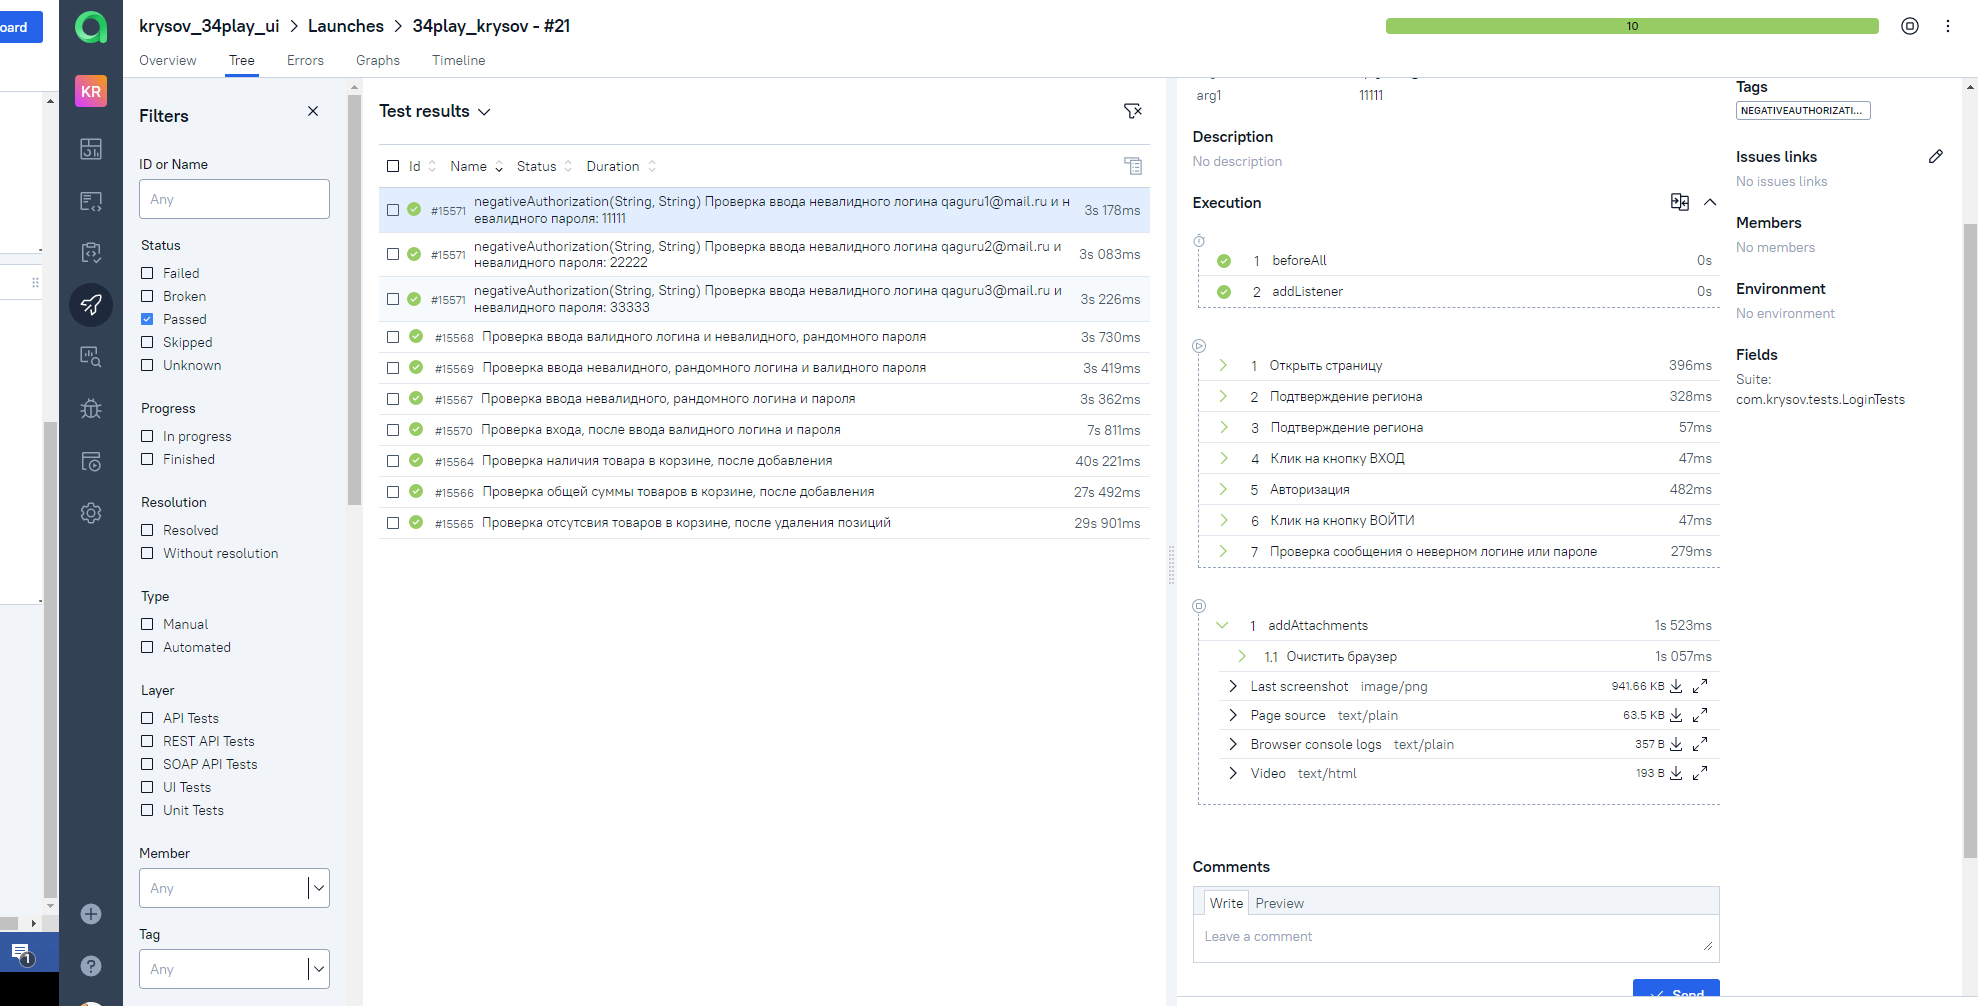 oard
krysov_34play_ui > Launches > 34play_krysov - #21
10
Overview Tree Errors Graphs Timeline
KR
1
Filters
ID or Name
Any
Status
Failed
Broken
Passed
Skipped
Unknown
Progress
In progress
Finished
Resolution
Resolved
Without resolution
Type
Manual
Automated
Layer
API Tests
REST API Tests
SOAP API Tests
UI Tests
Unit Tests
Member
Any
Tag
Any
Test results
Id Name Status Duration
#15571 negativeAuthorization(String, String) Проверка ввода невалидного логина qaguru1@mail.ru и н
евалидного пароля: 11111 3s 178ms
#15571 negativeAuthorization(String, String) Проверка ввода невалидного логина qaguru2@mail.ru и
невалидного пароля: 22222 3s 083ms
#15571 negativeAuthorization(String, String) Проверка ввода невалидного логина qaguru3@mail.ru и
невалидного пароля: 33333 3s 226ms
#15568 Проверка ввода валидного логина и невалидного, рандомного пароля 3s 730ms
#15569 Проверка ввода невалидного, рандомного логина и валидного пароля 3s 419ms
#15567 Проверка ввода невалидного, рандомного логина и пароля 3s 362ms
#15570 Проверка входа, после ввода валидного логина и пароля 7s 811ms
#15564 Проверка наличия товара в корзине, после добавления 40s 221ms
#15566 Проверка общей суммы товаров в корзине, после добавления 27s 492ms
#15565 Проверка отсутсвия товаров в корзине, после удаления позиций 29s 901ms
arg1 11111
Description
No description
Execution
1 beforeAll 0s
2 addListener 0s
1 Открыть страницу 396ms
2 Подтверждение региона 328ms
3 Подтверждение региона 57ms
4 Клик на кнопку ВХОД 47ms
5 Авторизация 482ms
6 Клик на кнопку ВОЙТИ 47ms
7 Проверка сообщения о неверном логине или пароле 279ms
1 addAttachments 1s 523ms
1.1 Очистить браузер 1s 057ms
Last screenshot image/png 941.66 KB
Page source text/plain 63.5 KB
Browser console logs text/plain 357 B
Video text/html 193 B
Comments
Write Preview
Leave a comment
Send
Tags
NEGATIVEAUTHORIZATI...
Issues links
No issues links
Members
No members
Environment
No environment
Fields
Suite:
com.krysov.tests.LoginTests